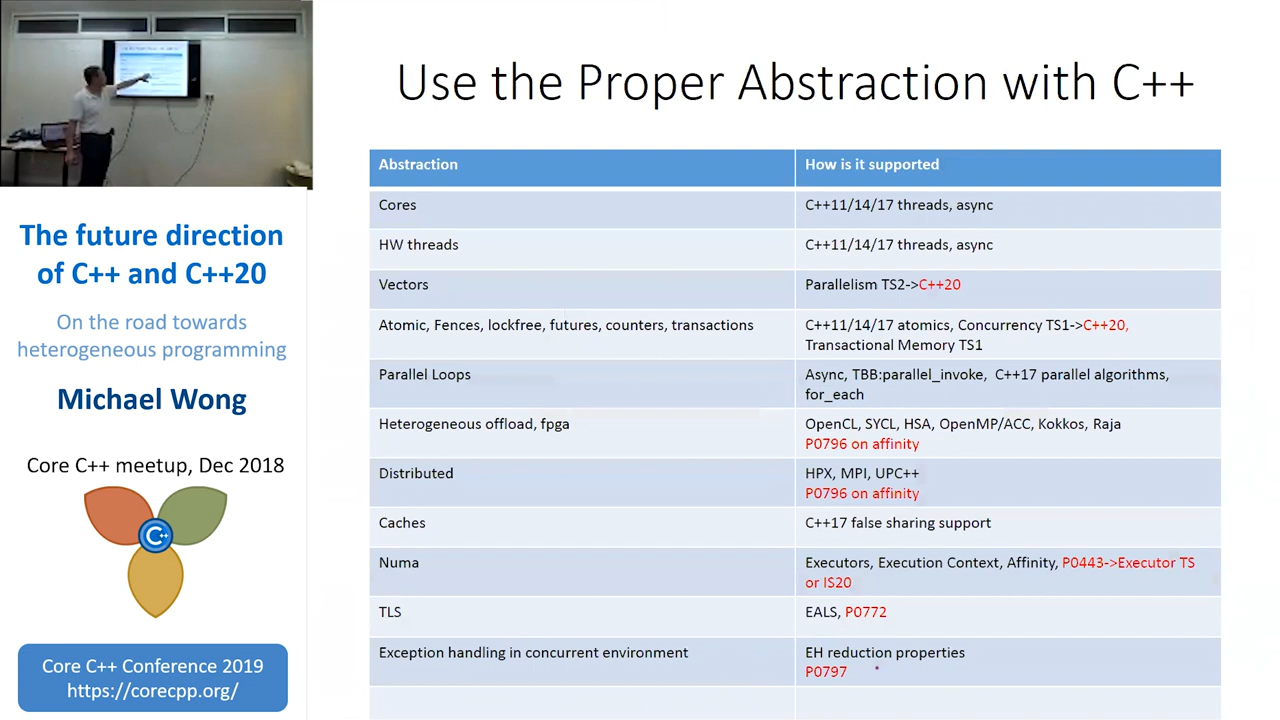 Use the Proper Abstraction with C++
The future direction
of C++ and C++20
On the road towards
heterogeneous programming
Michael Wong
Core C++ meetup, Dec 2018
C++
Core C++ Conference 2019
https://corecpp.org/
Abstraction
How is it supported
Cores
C++11/14/17 threads, async
HW threads
C++11/14/17 threads, async
Vectors
Parallelism TS2->C++20
Atomic, Fences, lockfree, futures, counters, transactions
C++11/14/17 atomics, Concurrency TS1->C++20,
Transactional Memory TS1
Parallel Loops
Async, TBB:parallel_invoke, C++17 parallel algorithms,
for_each
Heterogeneous offload, fpga
OpenCL, SYCL, HSA, OpenMP/ACC, Kokkos, Raja
P0796 on affinity
Distributed
HPX, MPI, UPC++
P0796 on affinity
Caches
C++17 false sharing support
Numa
Executors, Execution Context, Affinity, P0443->Executor TS
or IS20
TLS
EALS, P0772
Exception handling in concurrent environment
EH reduction properties
P0797